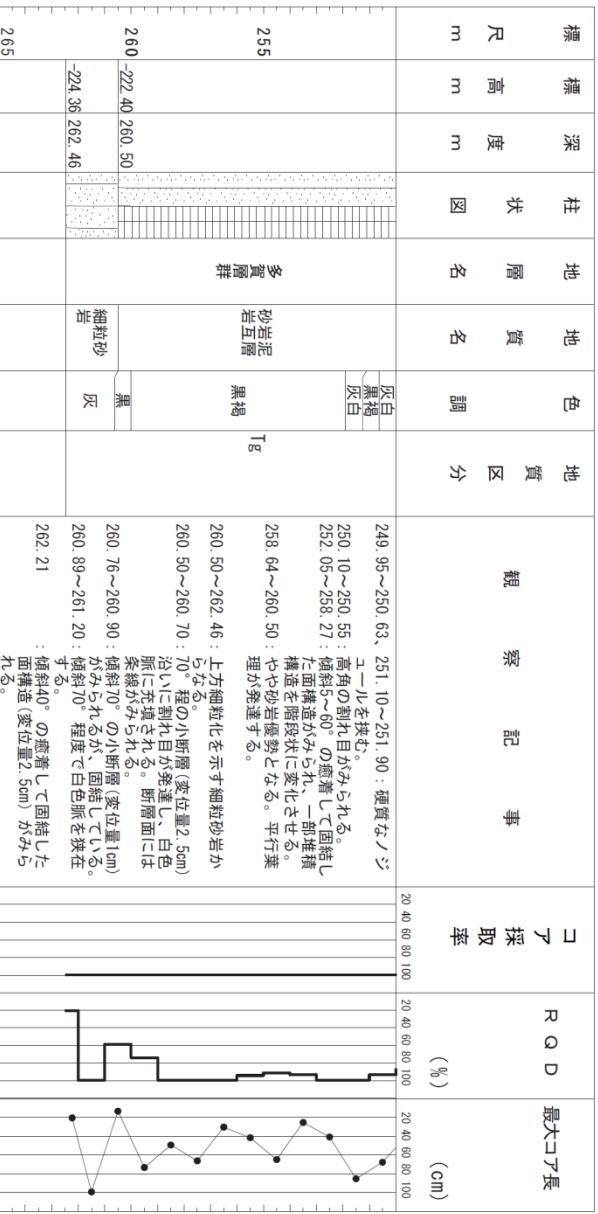 標尺 m
標高 m
深度 m
柱状図
地層名
地質名
色調
地質区分
観察記事
コア採取率
RQD
(%)
最大コア長
(cm)
255
260
265
-222.40
-224.36
260.50
262.46
多賀層群
砂岩泥
岩互層
細粒砂
岩
灰白
黒褐
灰白
黒褐
黒
灰
Tg
249.95～250.63、251.10～251.90：硬質なノジ
ュールを挟む。
250.10～250.55：高角の割れ目がみられる。
252.05～258.27：傾斜5～60°の癒着して固結し
た面構造がみられ、一部堆積
構造を階段状に変化させる。
258.64～260.50：やや砂岩優勢となる。平行葉
理が発達する。
260.50～262.46：上方細粒化を示す細粒砂岩か
らなる。
260.50～260.70：70°程の小断層(変位量2.5cm)
沿いに割れ目が発達し、白色
脈に充填される。断層面には
条線がみられる。
260.76～260.90：傾斜70°の小断層(変位量1cm)
がみられるが、固結している。
260.89～261.20：傾斜70°程度で白色脈を狭在
する。
262.21：傾斜40°の癒着して固結した
面構造(変位量2.5cm)がみら
れる。
20 40 60 80 100
20 40 60 80 100
20 40 60 80 100